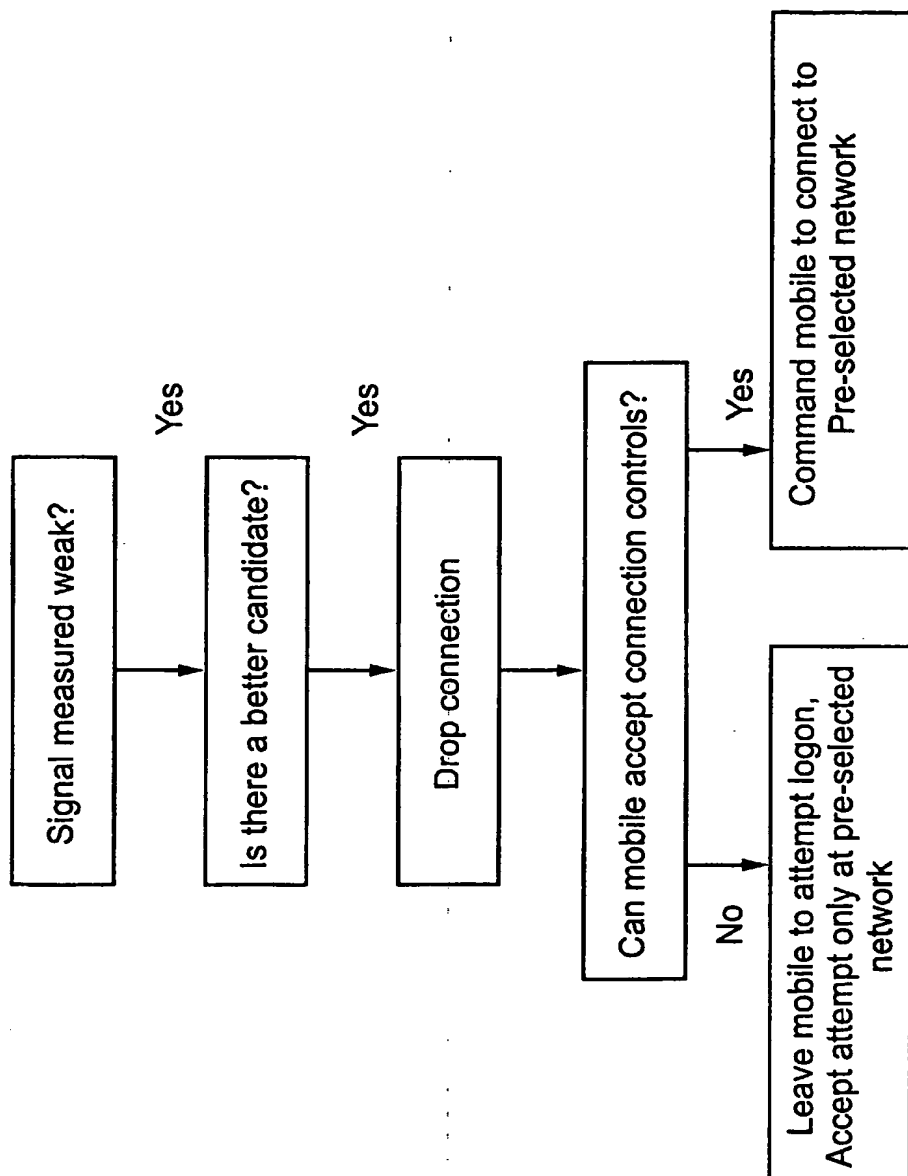 Signal measured weak?
Yes
Is there a better candidate?
Yes
Drop connection
Can mobile accept connection controls?
No
Yes
Leave mobile to attempt logon,
Accept attempt only at pre-selected
network
Command mobile to connect to
Pre-selected network